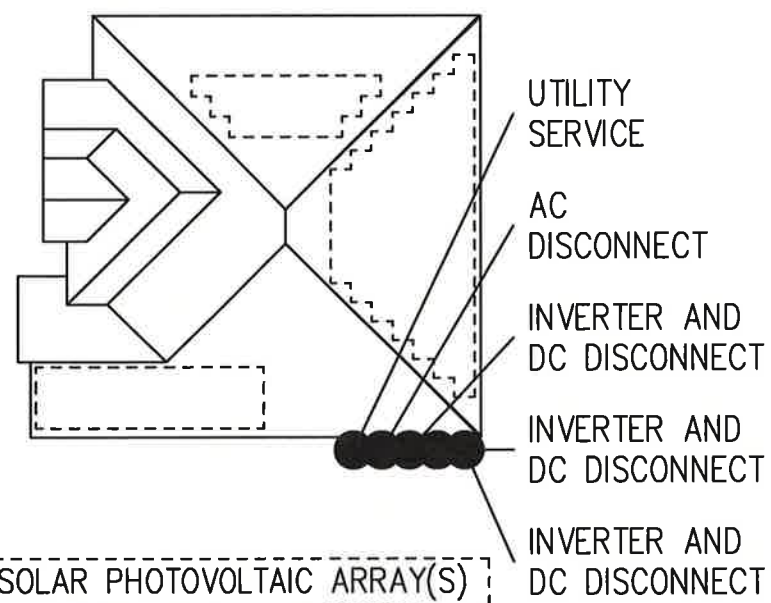 UTILITY
SERVICE
AC
DISCONNECT
INVERTER AND
DC DISCONNECT
INVERTER AND
DC DISCONNECT
INVERTER AND
DC DISCONNECT
SOLAR PHOTOVOLTAIC ARRAY(S)